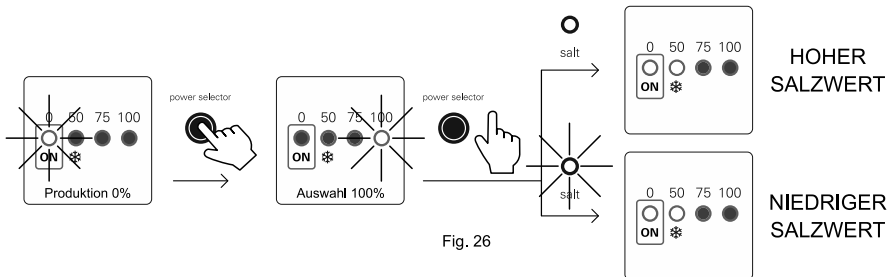 0 50 75 100
ON
Produktion 0%
power selector
0 50 75 100
ON
Auswahl 100%
power selector
salt
0 50 75 100
ON
HOHER
SALZWERT
salt
0 50 75 100
ON
NIEDRIGER
SALZWERT
Fig. 26